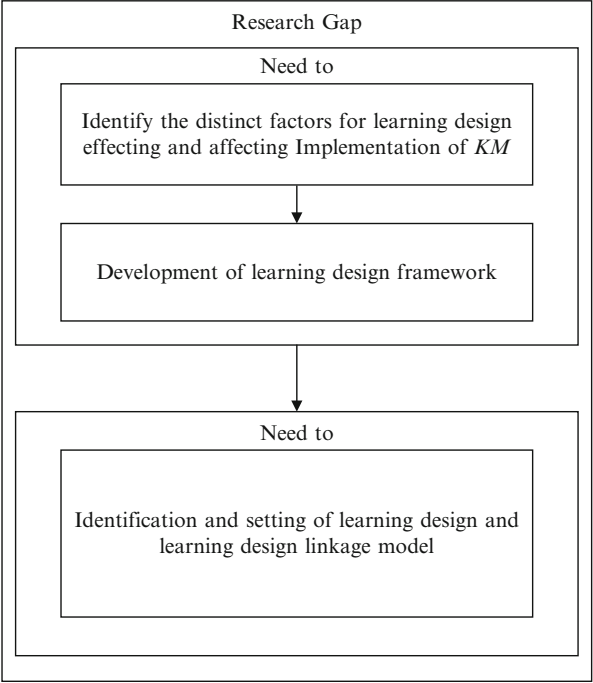 Research Gap
Need to
Identify the distinct factors for learning design
effecting and affecting Implementation of KM
Development of learning design framework
Need to
Identification and setting of learning design and
learning design linkage model